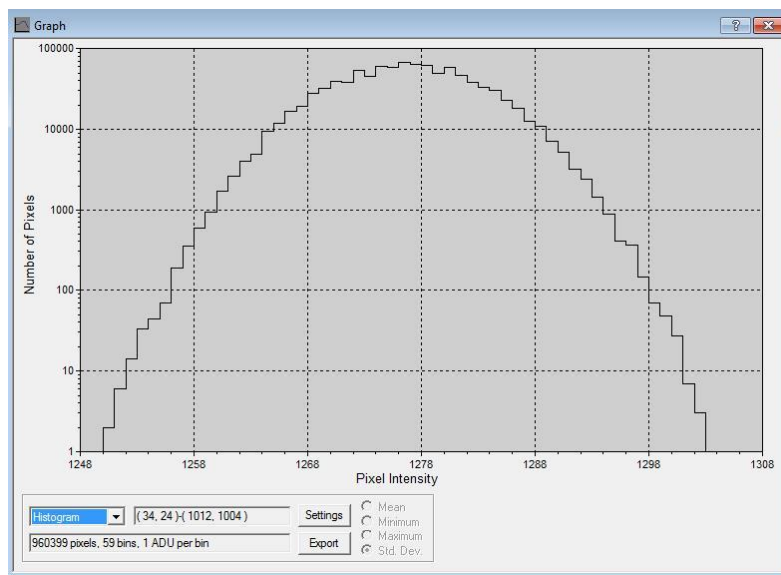 Graph
100000
10000
1000
100
10
1
Number of Pixels
1248 1258 1268 1278 1288 1298 1308
Pixel Intensity
Histogram ( 34, 24 )-( 1012, 1004 ) Settings
960399 pixels, 59 bins, 1 ADU per bin Export
Mean
Minimum
Maximum
Std. Dev.